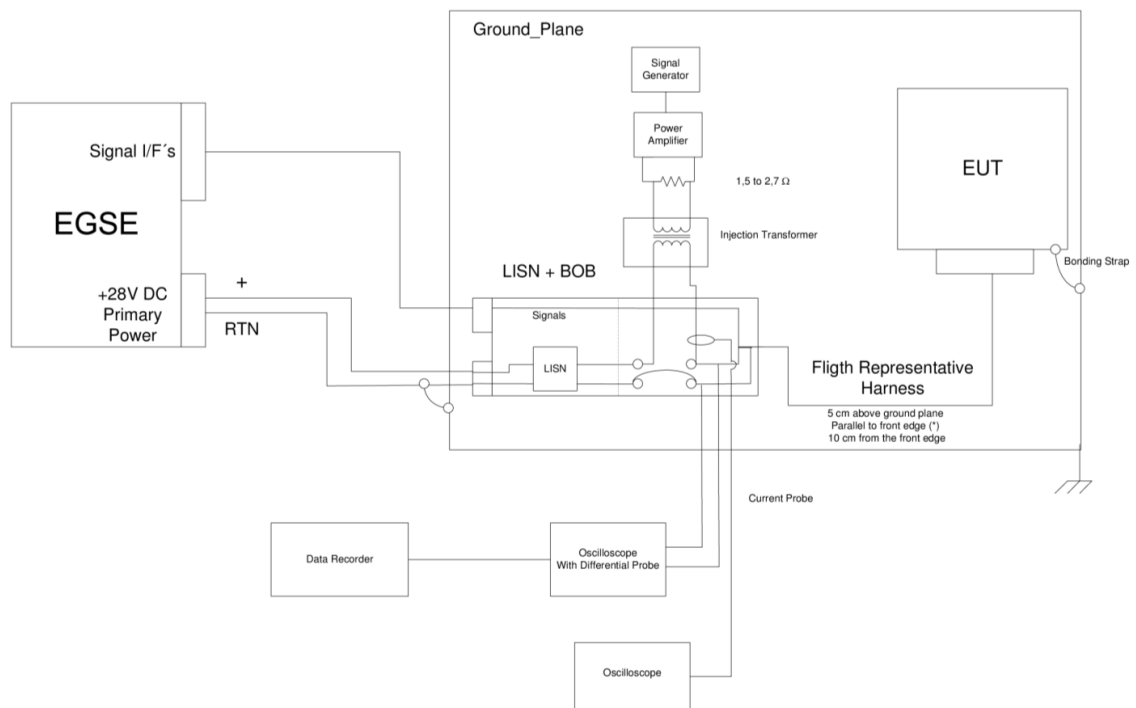 Ground_Plane
Signal
Generator
Power
Amplifier
1,5 to 2,7 Ω
Injection Transformer
EUT
Bonding Strap
Signal I/F´s
EGSE
+28V DC
Primary
Power
+
RTN
LISN + BOB
Signals
LISN
Fligth Representative
Harness
5 cm above ground plane
Parallel to front edge (*)
10 cm from the front edge
Current Probe
Data Recorder
Oscilloscope
With Differential Probe
Oscilloscope